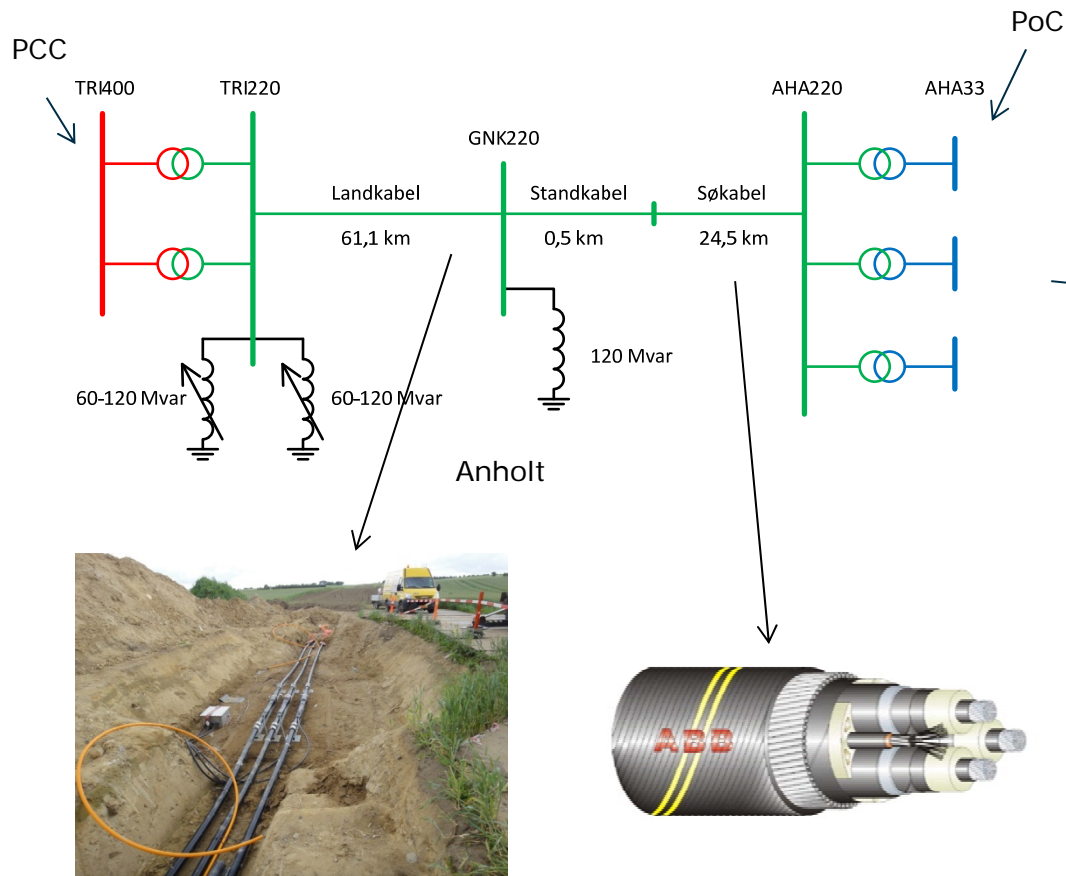 PCC
PoC
TRI400
TRI220
AHA220
AHA33
GNK220
Landkabel
Standkabel
Søkabel
61,1 km
0,5 km
24,5 km
120 Mvar
60-120 Mvar
60-120 Mvar
Anholt
ABB